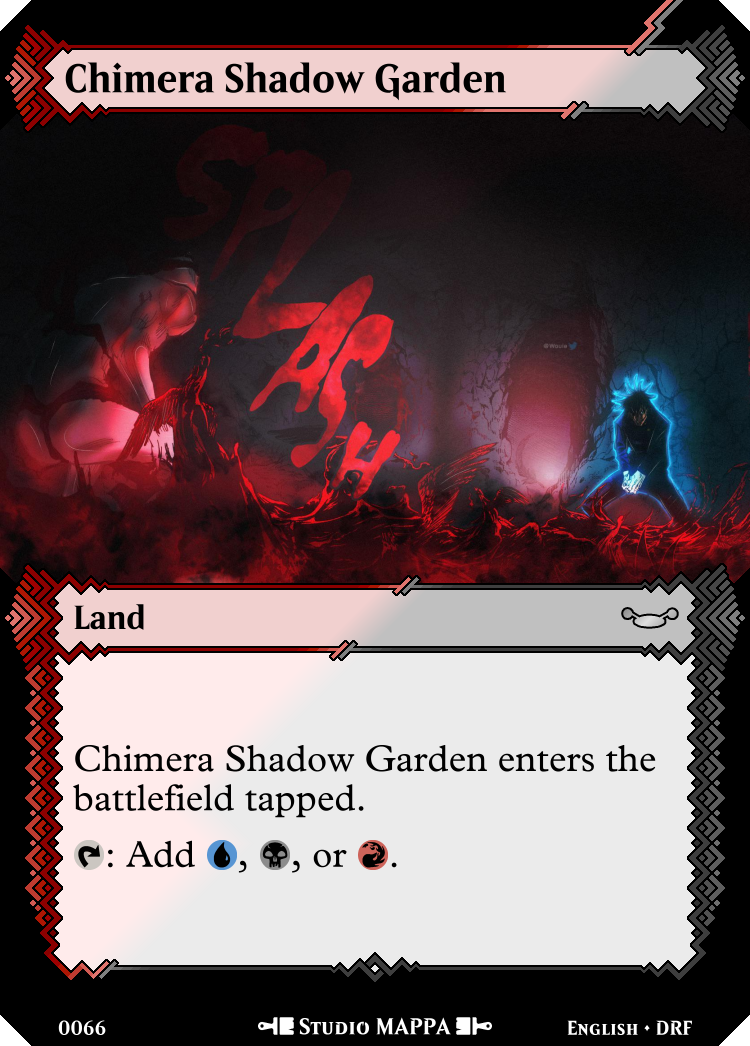 Chimera Shadow Garden
SPLASH
@Wavie
Land
Chimera Shadow Garden enters the
battlefield tapped.
: Add , , or .
0066
STUDIO MAPPA
ENGLISH • DRF